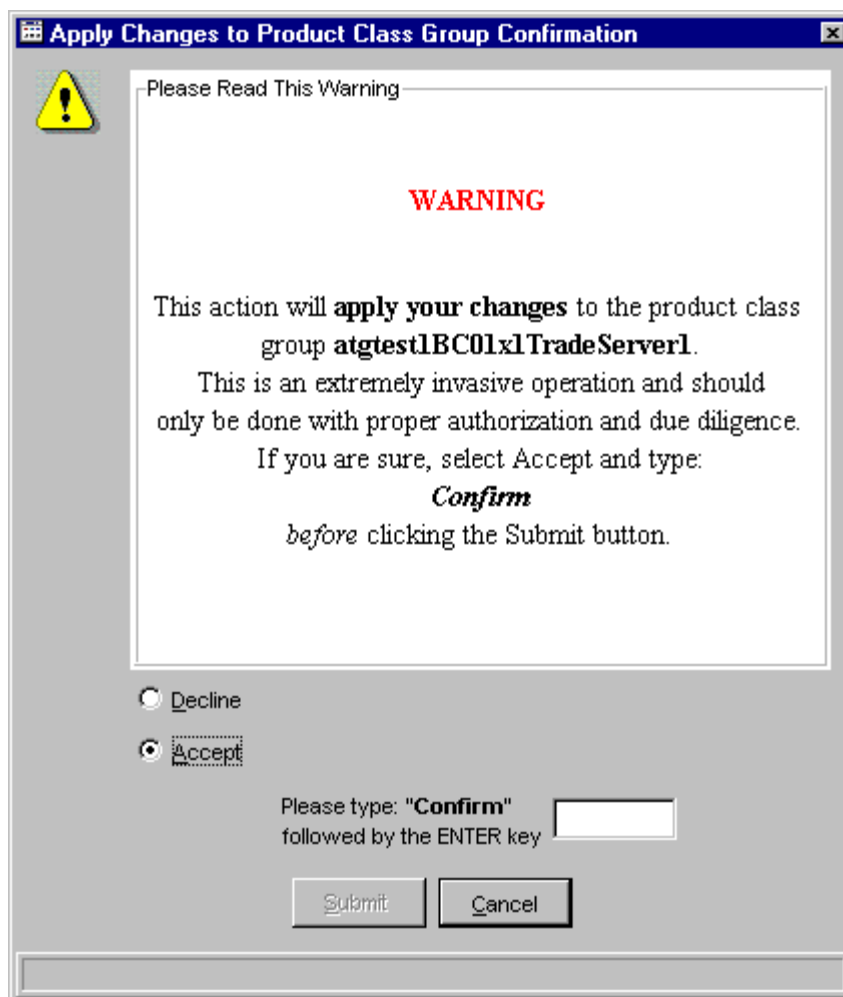 Apply Changes to Product Class Group Confirmation
Please Read This Warning
WARNING
This action will apply your changes to the product class
group atgtest1BC01x1TradeServer1.
This is an extremely invasive operation and should
only be done with proper authorization and due diligence.
If you are sure, select Accept and type:
Confirm
before clicking the Submit button.
Decline
Accept
Please type: "Confirm"
followed by the ENTER key
Submit
Cancel